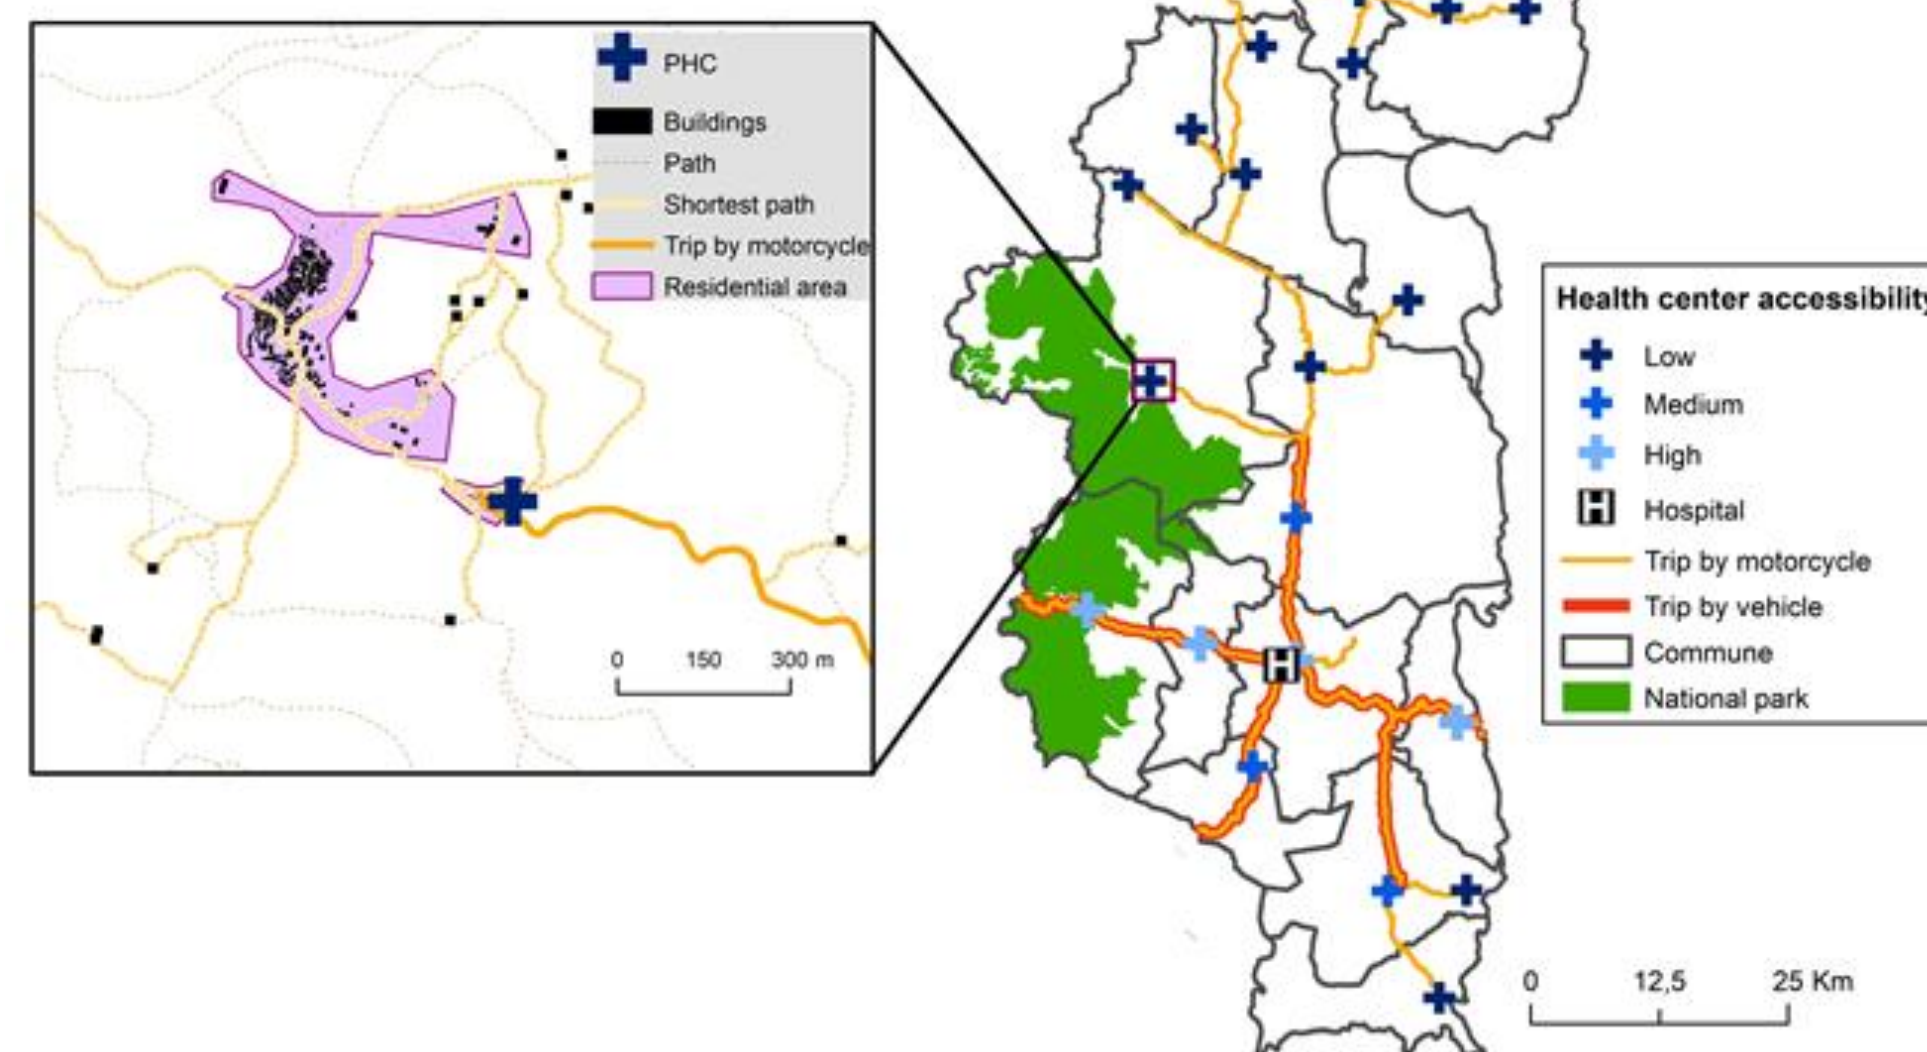 PHC
Buildings
Path
Shortest path
Trip by motorcycle
Residential area
0 150 300 m
Health center accessibility
Low
Medium
High
H Hospital
Trip by motorcycle
Trip by vehicle
Commune
National park
H
0 12,5 25 Km